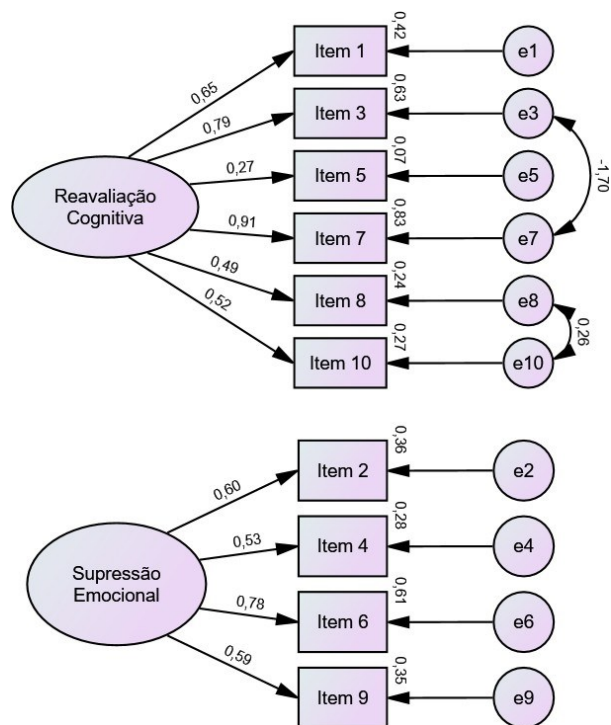 0,42
Item 1
e1
0,65
0,63
Item 3
e3
0,79
0,07
Item 5
e5
0,27
-1,70
Reavaliação
Cognitiva
0,91
0,83
Item 7
e7
0,49
0,24
Item 8
e8
0,26
0,52
0,27
Item 10
e10
0,36
Item 2
e2
0,60
0,28
Item 4
e4
0,53
Supressão
Emocional
0,78
0,61
Item 6
e6
0,59
0,35
Item 9
e9